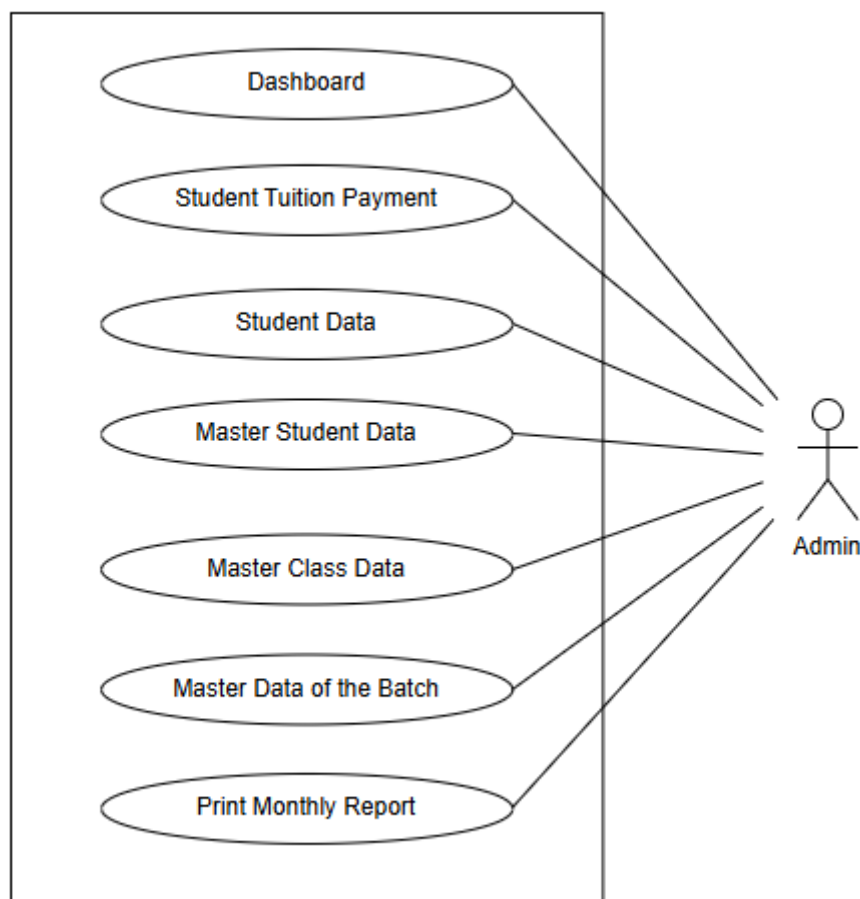 Dashboard
Student Tuition Payment
Student Data
Master Student Data
Admin
Master Class Data
Master Data of the Batch
Print Monthly Report